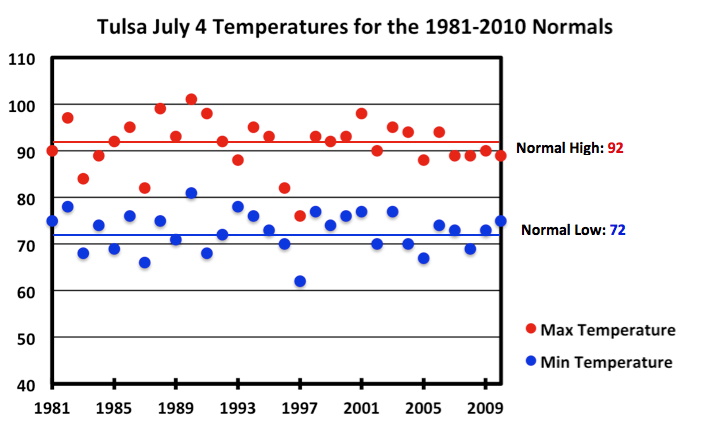 Tulsa July 4 Temperatures for the 1981-2010 Normals
110
100
90
80
70
60
50
40
Normal High: 92
Normal Low: 72
Max Temperature
Min Temperature
1981 1985 1989 1993 1997 2001 2005 2009